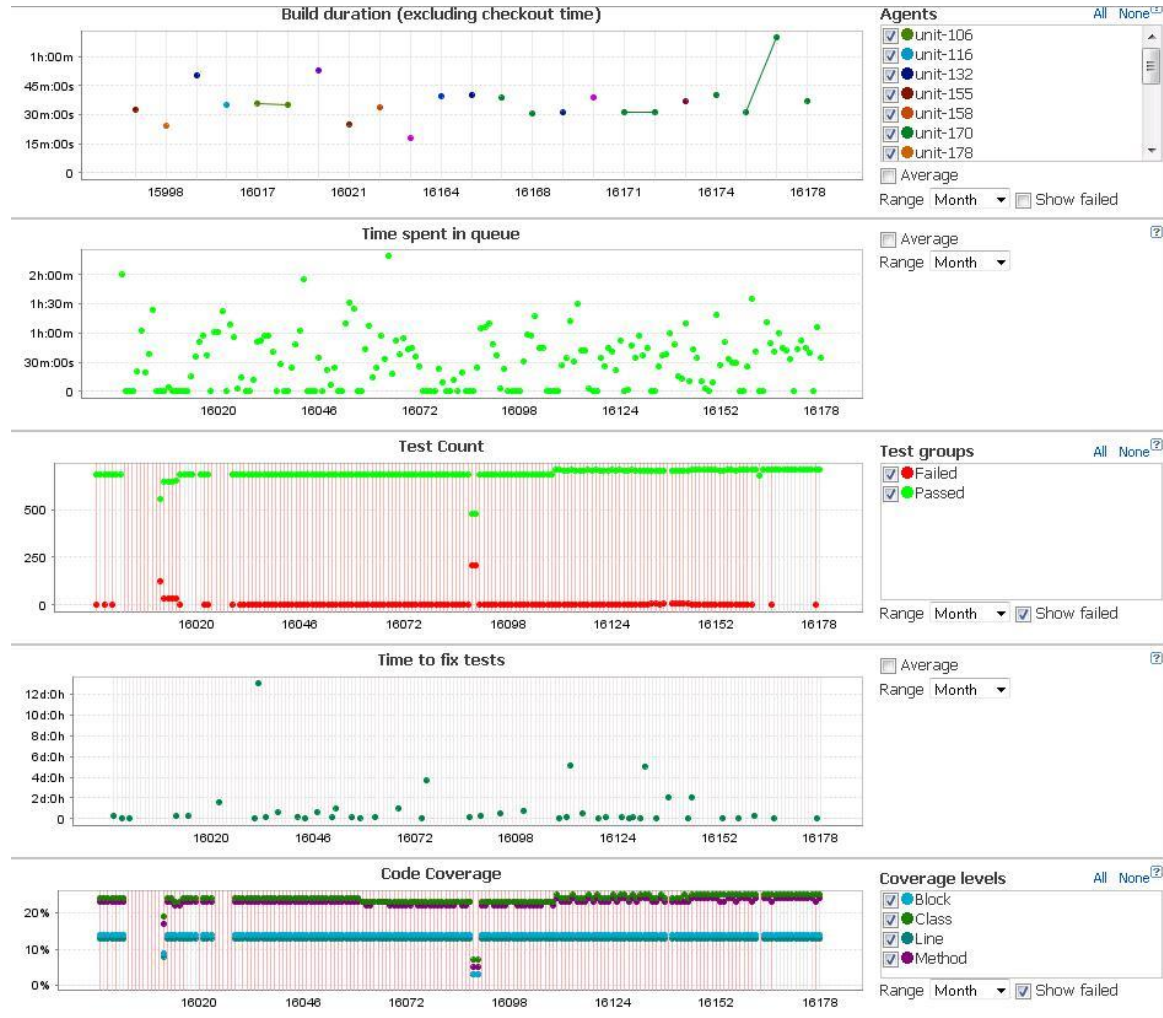 Build duration (excluding checkout time)
1h:00m
45m:00s
30m:00s
15m:00s
0
15998 16017 16021 16164 16168 16171 16174 16178
Agents All None ?
unit-106
unit-116
unit-132
unit-155
unit-158
unit-170
unit-178
Average
Range Month Show failed
Time spent in queue
2h:00m
1h:30m
1h:00m
30m:00s
0
16020 16046 16072 16098 16124 16152 16178
Average ?
Range Month
Test Count
500
250
0
16020 16046 16072 16098 16124 16152 16178
Test groups All None ?
Failed
Passed
Range Month Show failed
Time to fix tests
12d:0h
10d:0h
8d:0h
6d:0h
4d:0h
2d:0h
0
16020 16046 16072 16098 16124 16152 16178
Average ?
Range Month
Code Coverage
20%
10%
0%
16020 16046 16072 16098 16124 16152 16178
Coverage levels All None ?
Block
Class
Line
Method
Range Month Show failed